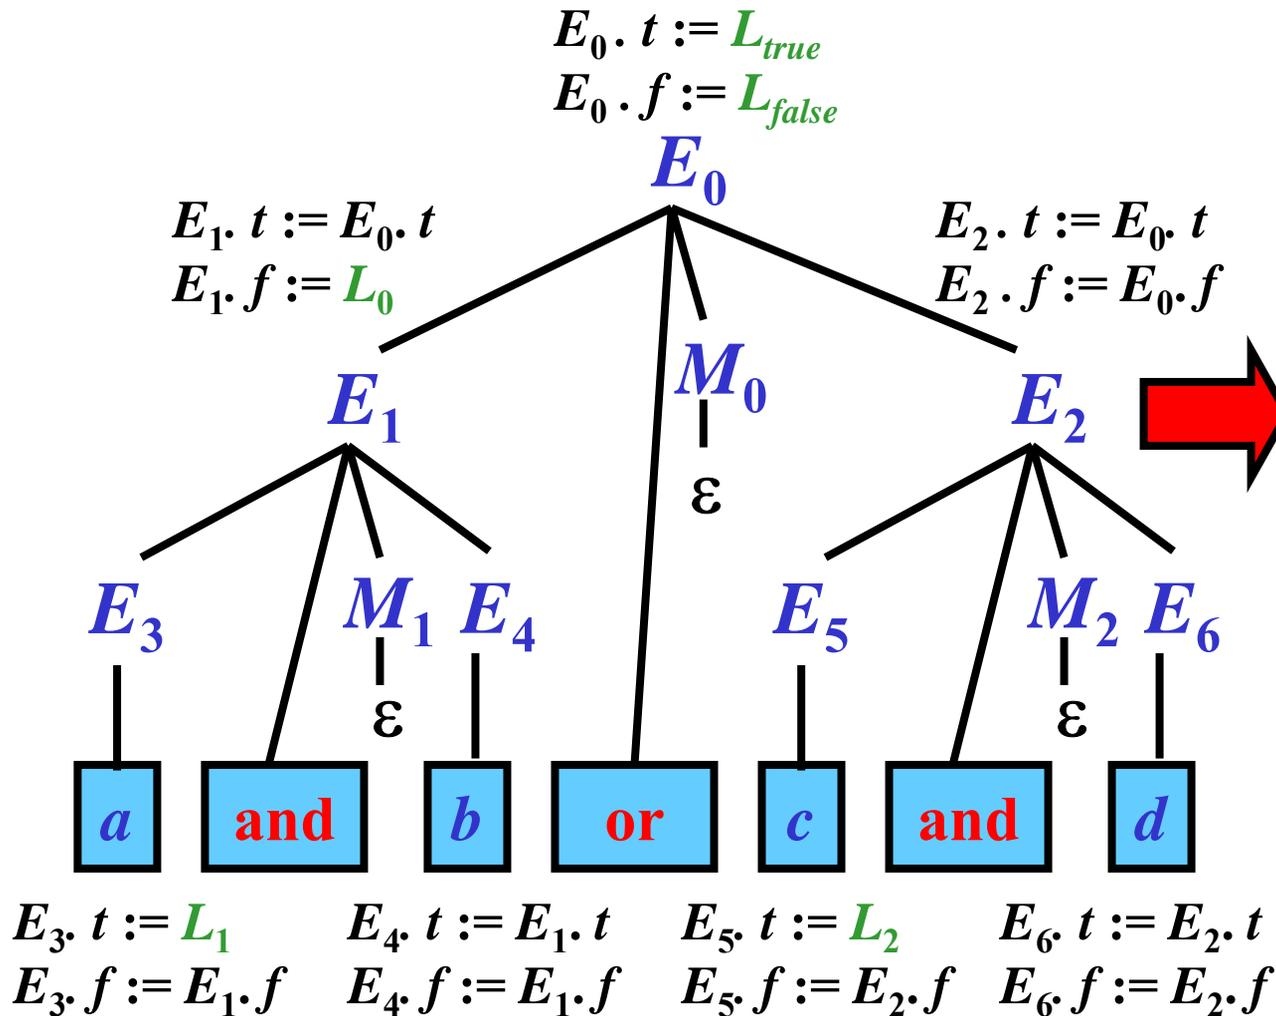 E₀. t := L_true
E₀ . f := L_false
E₀
E₁. t := E₀. t
E₁. f := L₀
E₂ . t := E₀. t
E₂ . f := E₀. f
M₀
E₁
E₂
ε
E₃
M₁
E₄
E₅
M₂
E₆
ε
ε
a
and
b
or
c
and
d
E₃. t := L₁
E₃. f := E₁. f
E₄. t := E₁. t
E₄. f := E₁. f
E₅. t := L₂
E₅. f := E₂. f
E₆. t := E₂. t
E₆. f := E₂. f